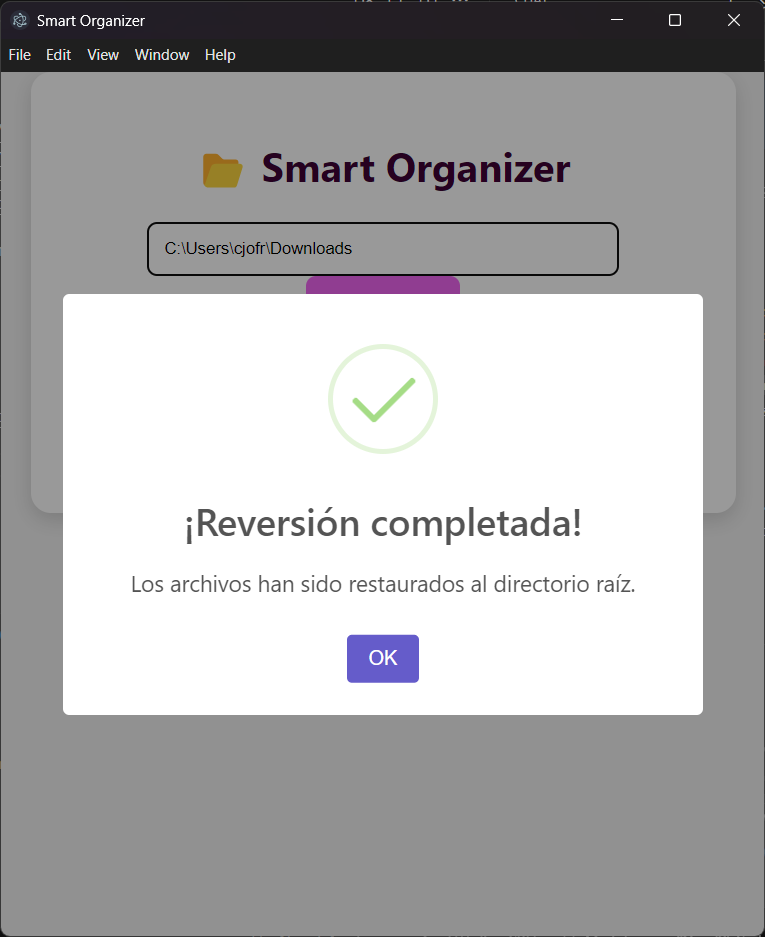 Smart Organizer
File Edit View Window Help
Smart Organizer
C:\Users\cjofr\Downloads
¡Reversión completada!
Los archivos han sido restaurados al directorio raíz.
OK